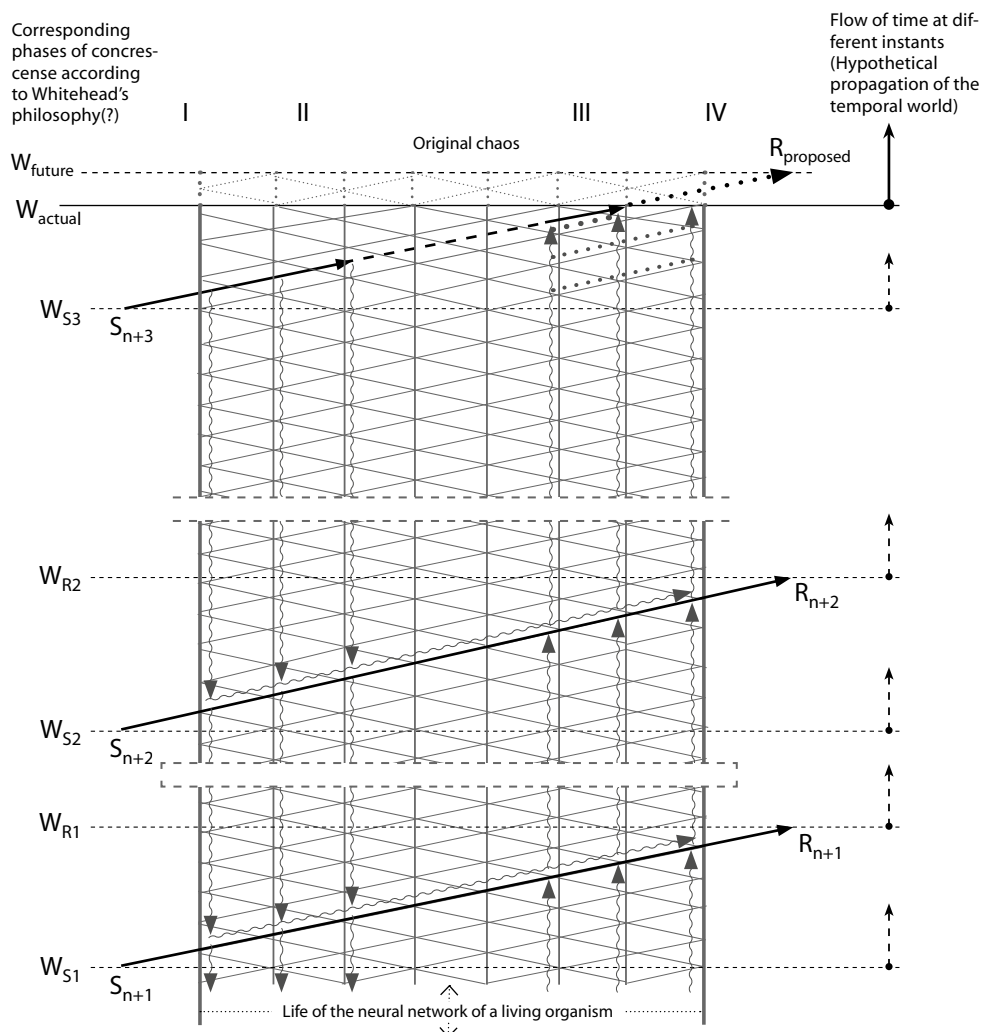 Corresponding
phases of concres-
cense according
to Whitehead's
philosophy(?)
Flow of time at dif-
ferent instants
(Hypothetical
propagation of the
temporal world)
I II III IV
Original chaos
W_future
R_proposed
W_actual
W_S3
S_n+3
W_R2
R_n+2
W_S2
S_n+2
W_R1
R_n+1
W_S1
S_n+1
Life of the neural network of a living organism